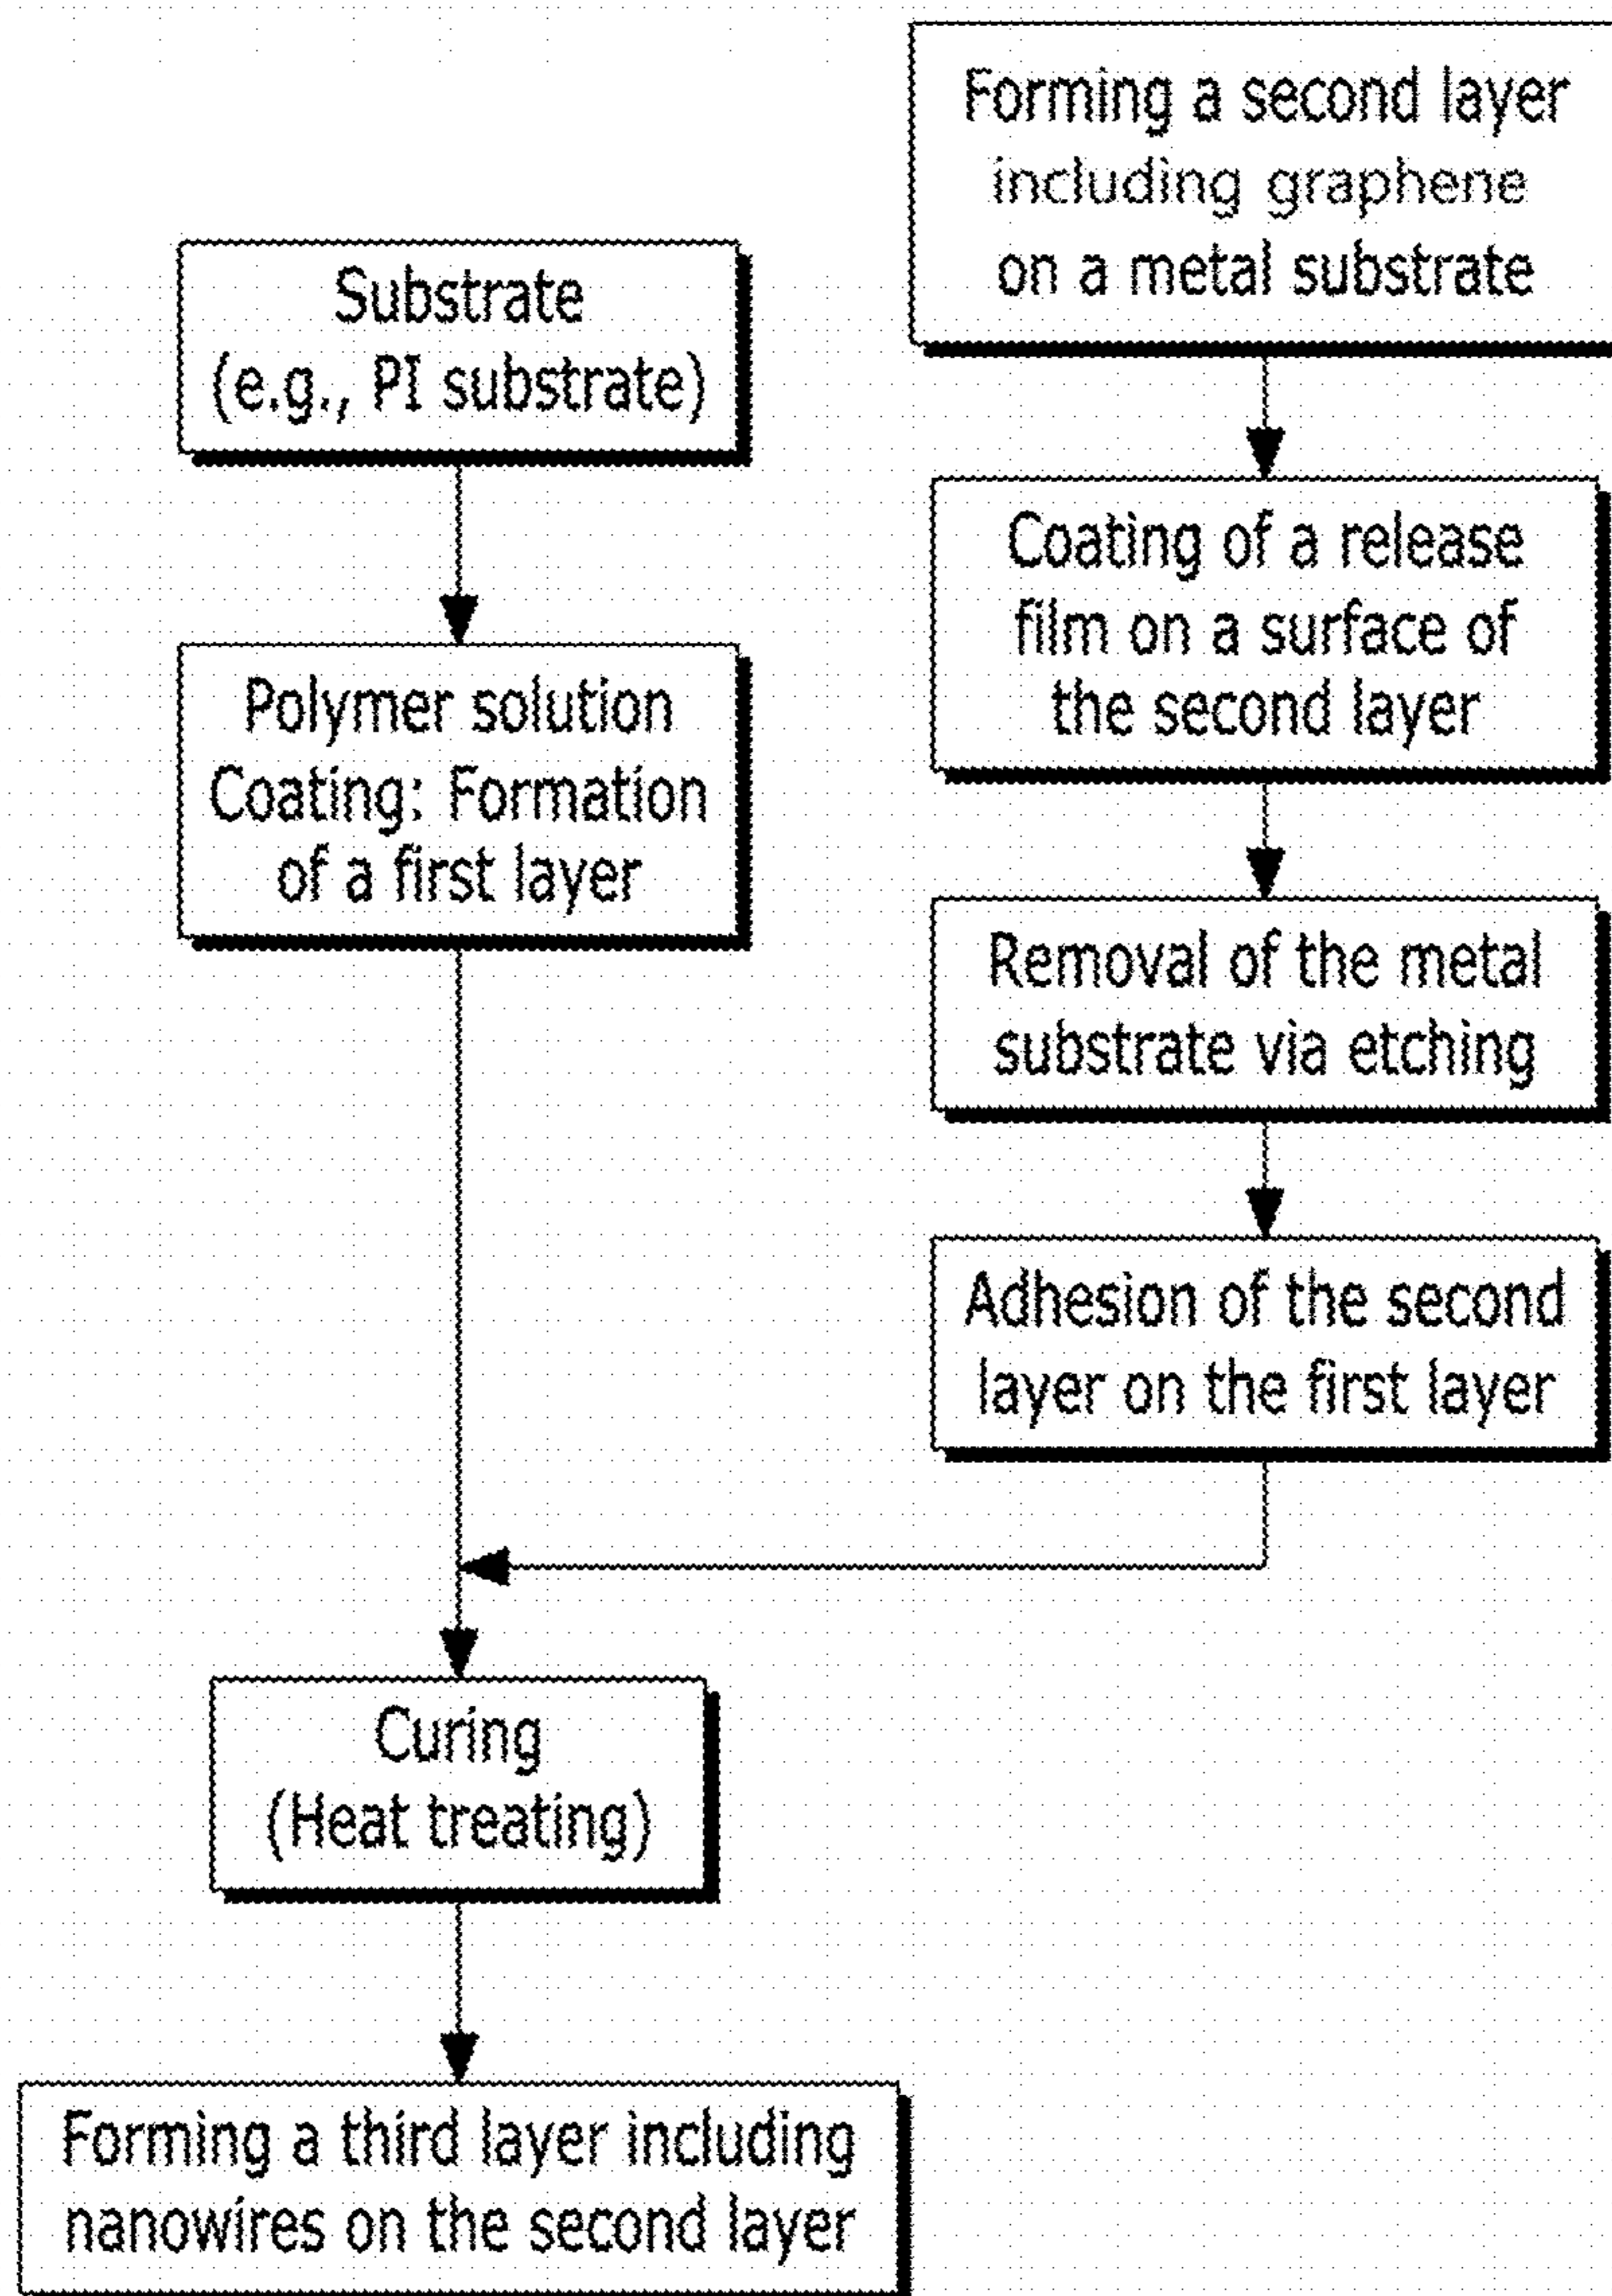 Substrate
(e.g., PI substrate)
Polymer solution
Coating: Formation
of a first layer
Forming a second layer
including graphene
on a metal substrate
Coating of a release
film on a surface of
the second layer
Removal of the metal
substrate via etching
Adhesion of the second
layer on the first layer
Curing
(Heat treating)
Forming a third layer including
nanowires on the second layer